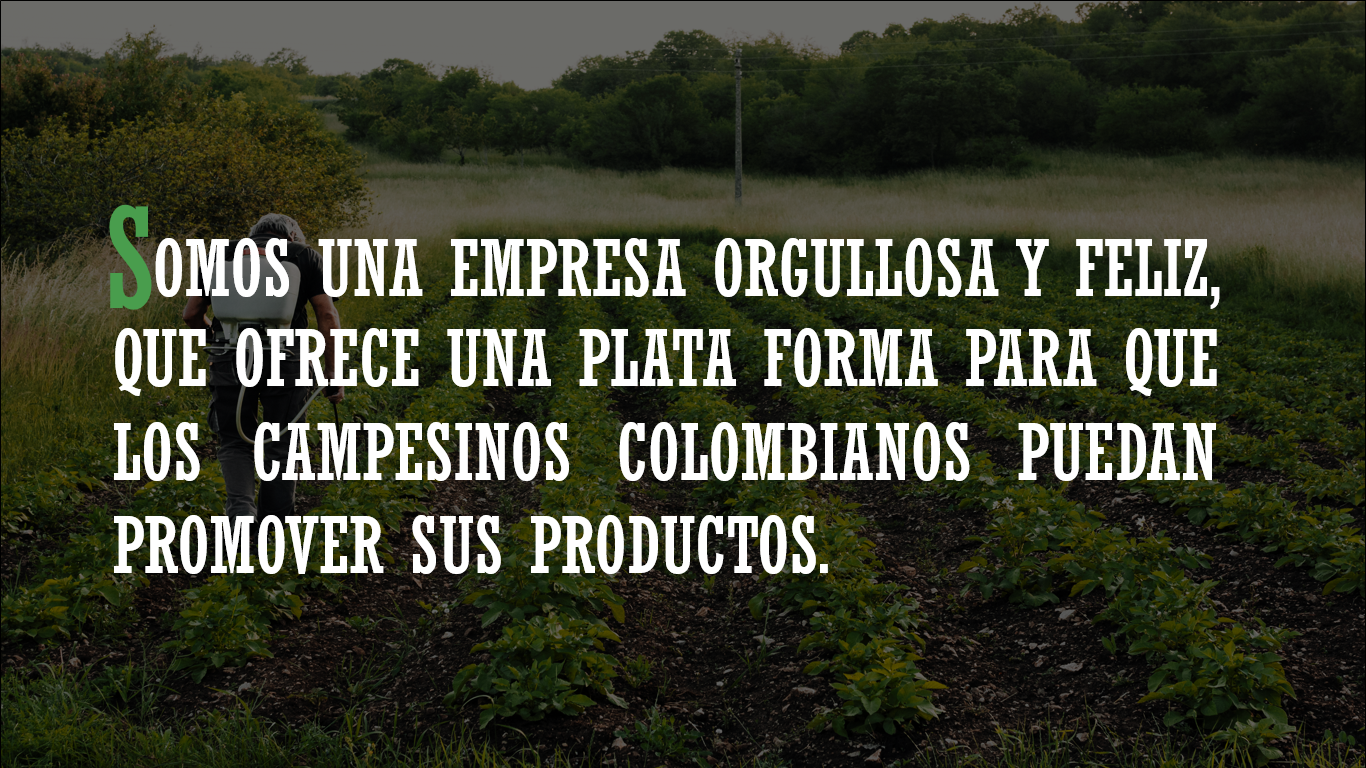 SOMOS UNA EMPRESA ORGULLOSA Y FELIZ,
QUE OFRECE UNA PLATA FORMA PARA QUE
LOS CAMPESINOS COLOMBIANOS PUEDAN
PROMOVER SUS PRODUCTOS.